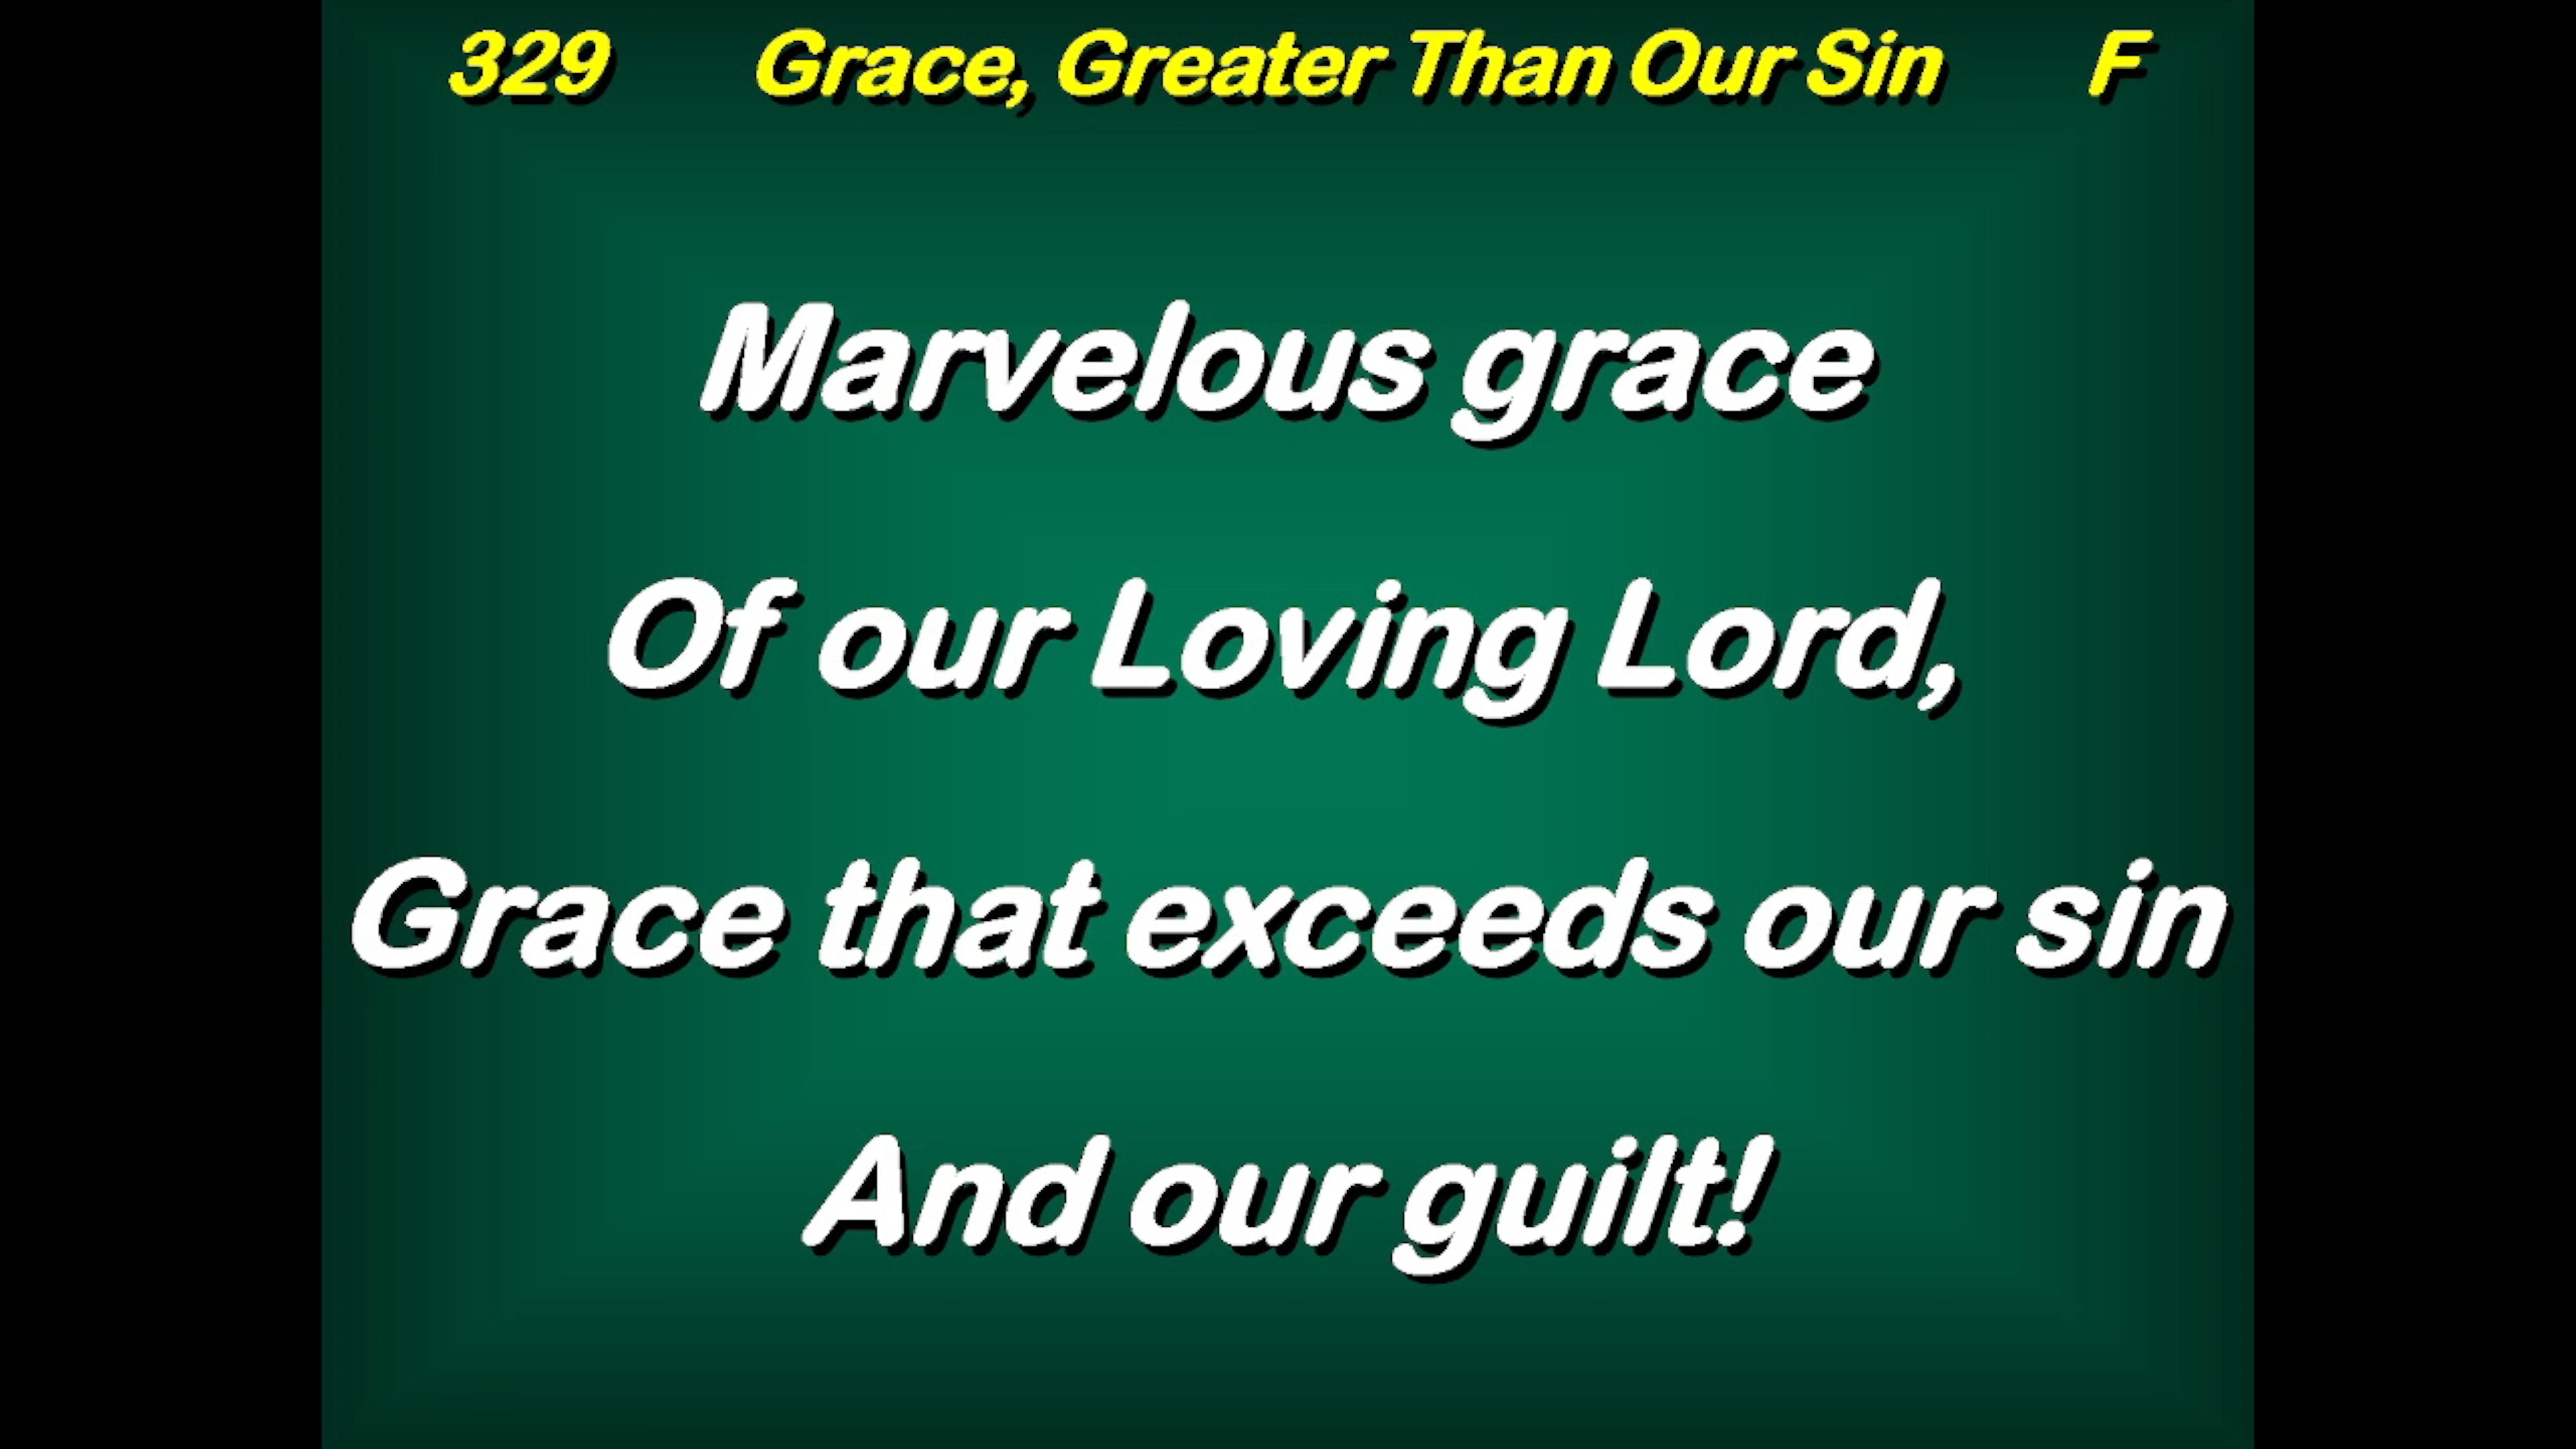 329 Grace, Greater Than Our Sin F
Marvelous grace
Of our Loving Lord,
Grace that exceeds our sin
And our guilt!